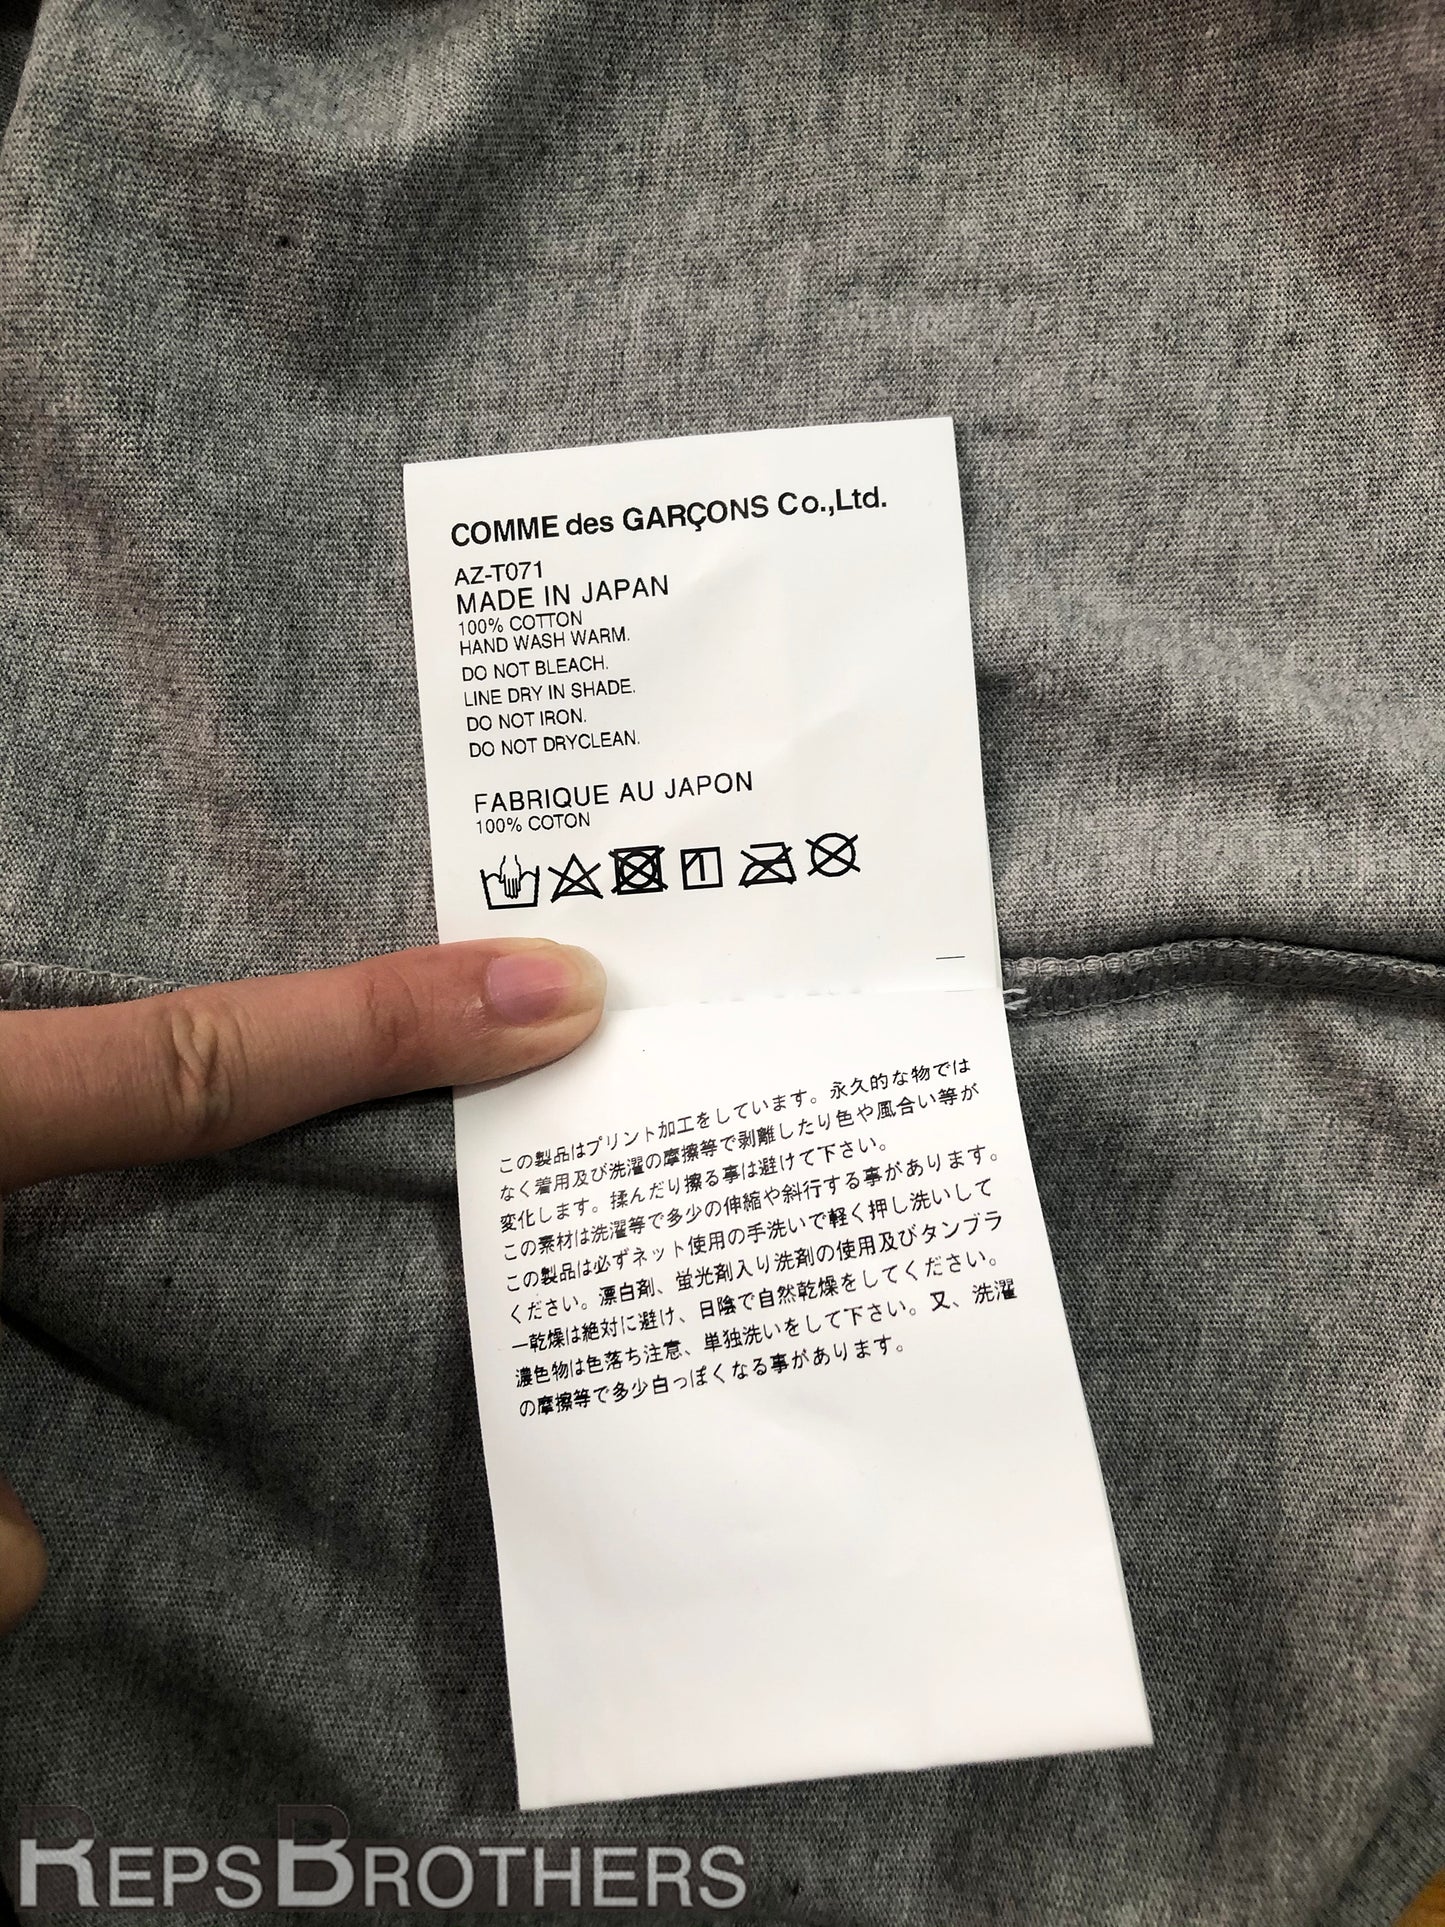 COMME des GARÇONS Co.,Ltd.
AZ-T071
MADE IN JAPAN
100% COTTON
HAND WASH WARM.
DO NOT BLEACH.
LINE DRY IN SHADE.
DO NOT IRON.
DO NOT DRYCLEAN.
FABRIQUE AU JAPON
100% COTON
この製品はプリント加工をしています。永久的な物では
なく着用及び洗濯の摩擦等で剥離したり色や風合い等が
変化します。揉んだり擦る事は避けて下さい。
この素材は洗濯等で多少の伸縮や斜行する事があります。
この製品は必ずネット使用の手洗いで軽く押し洗いして
ください。漂白剤、蛍光剤入り洗剤の使用及びタンブラ
ー乾燥は絶対に避け、日陰で自然乾燥をしてください。
濃色物は色落ち注意、単独洗いをして下さい。又、洗濯
の摩擦等で多少白っぽくなる事があります。
REPSBROTHERS